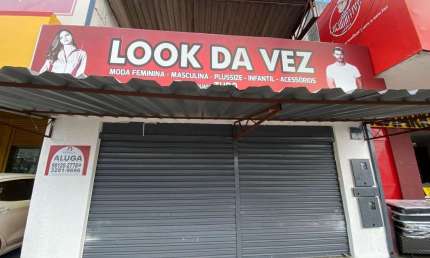 LOOK DA VEZ
MODA FEMININA - MASCULINA - PLUSSIZE - INFANTIL - ACESSÓRIOS
ALUGA